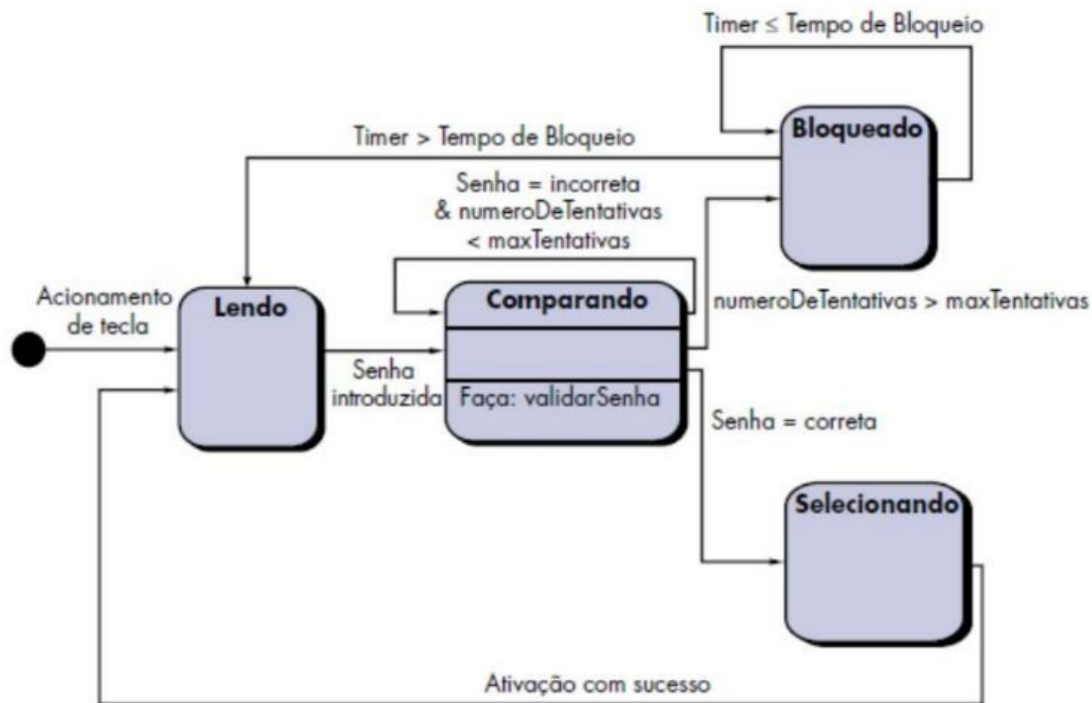 Timer ≤ Tempo de Bloqueio
Bloqueado
Timer > Tempo de Bloqueio
Senha = incorreta
& numeroDeTentativas
< maxTentativas
Acionamento
de tecla
Lendo
Comparando
numeroDeTentativas > maxTentativas
Senha
introduzida
Faça: validarSenha
Senha = correta
Selecionando
Ativação com sucesso